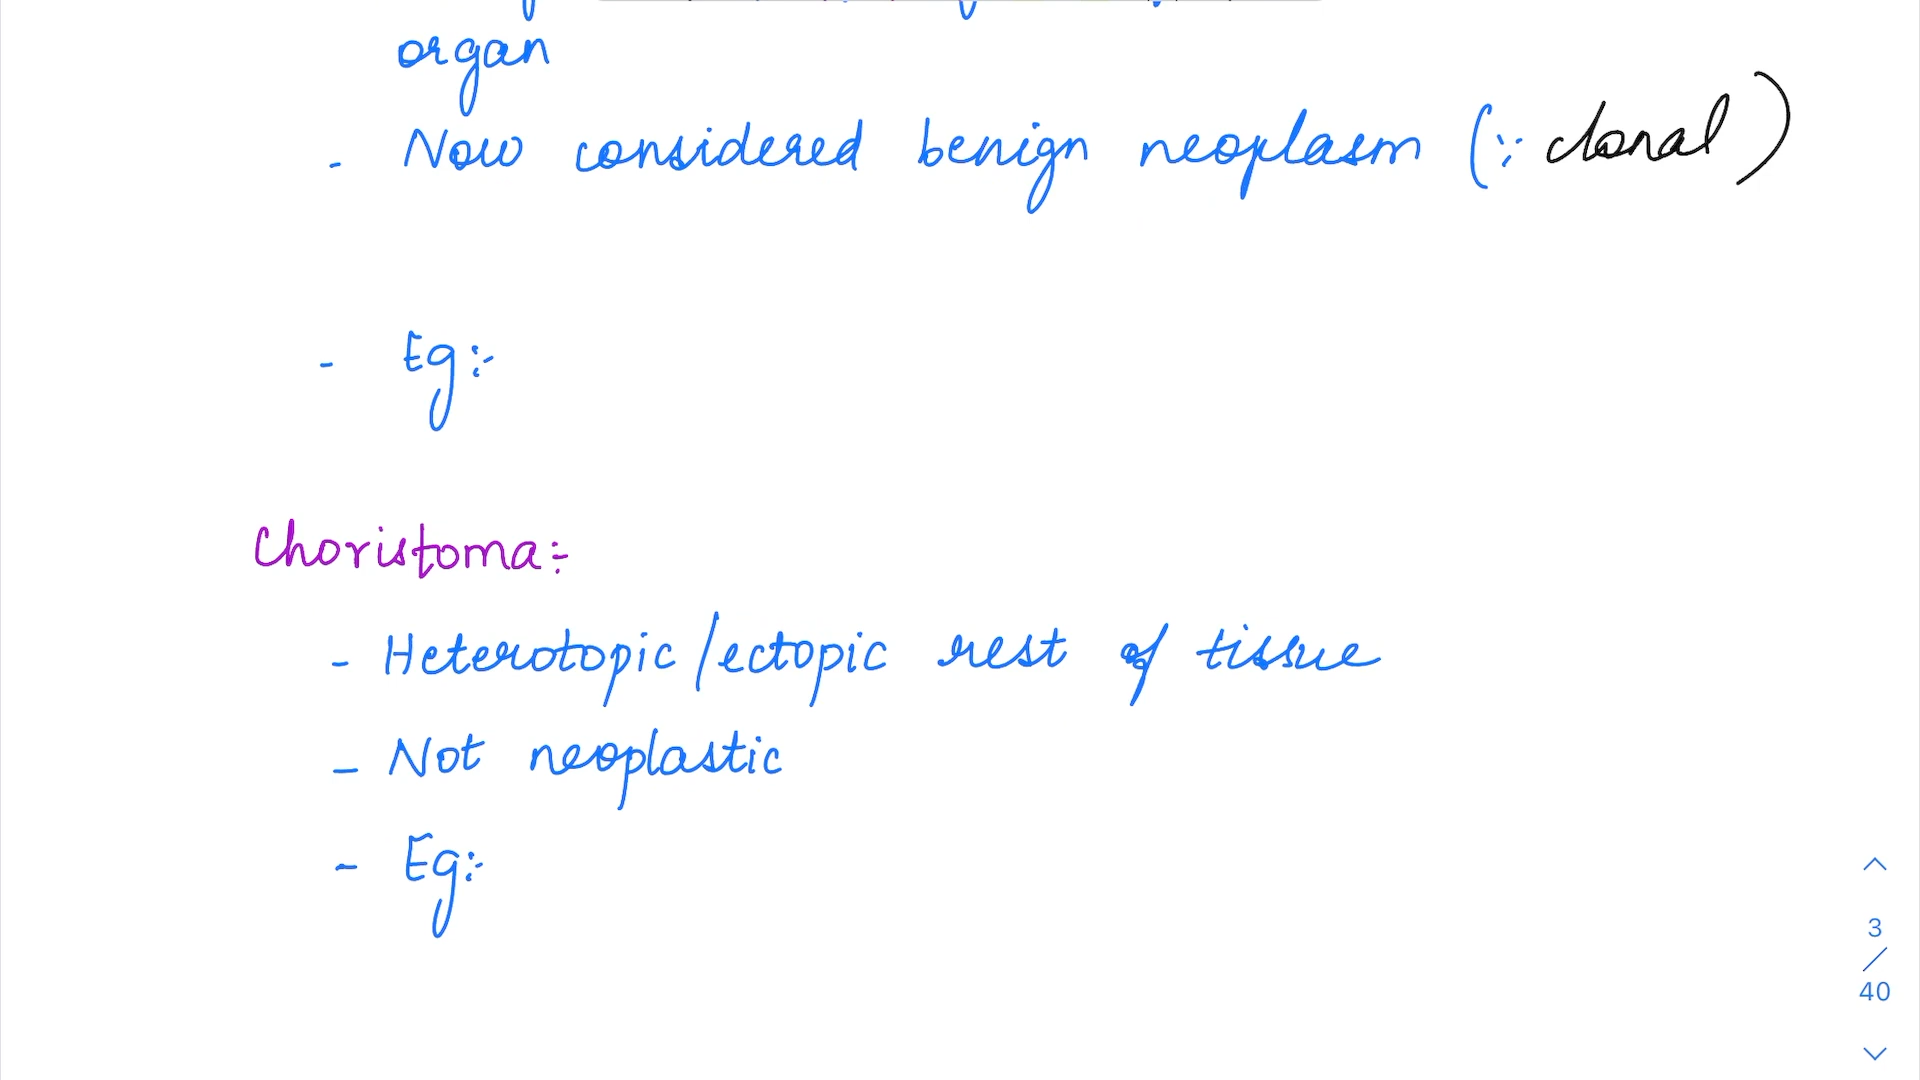 organ
- Now considered benign neoplasm (∵ clonal)
- Eg:-
Choristoma:-
- Heterotopic/ectopic rest of tissue
- Not neoplastic
- Eg:-
3
/
40